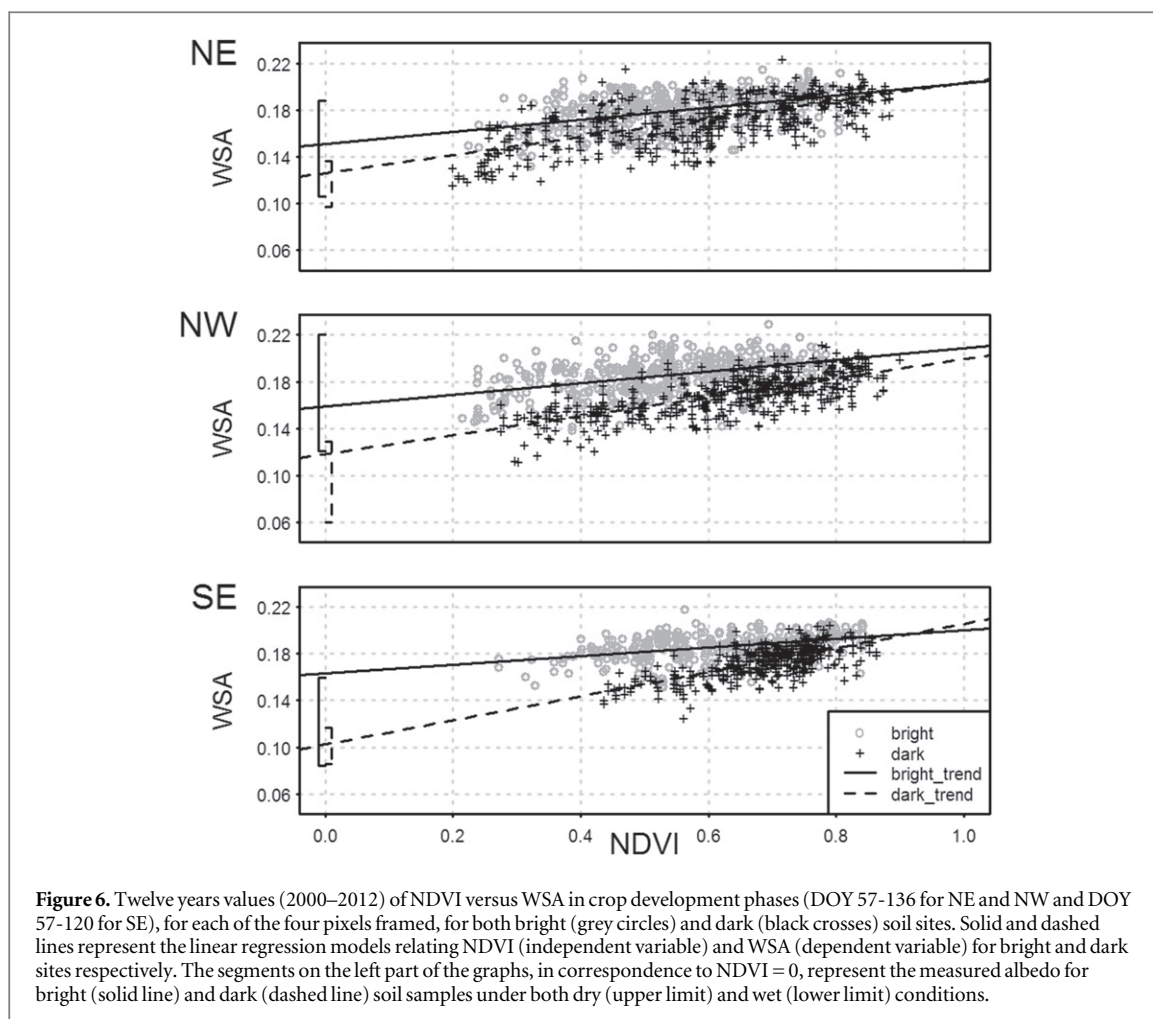 NE
0.22
0.18
0.14
0.10
0.06
WSA
NW
0.22
0.18
0.14
0.10
0.06
WSA
SE
0.22
0.18
0.14
0.10
0.06
WSA
bright
dark
bright_trend
dark_trend
0.0 0.2 0.4 0.6 0.8 1.0
NDVI
Figure 6. Twelve years values (2000–2012) of NDVI versus WSA in crop development phases (DOY 57-136 for NE and NW and DOY
57-120 for SE), for each of the four pixels framed, for both bright (grey circles) and dark (black crosses) soil sites. Solid and dashed
lines represent the linear regression models relating NDVI (independent variable) and WSA (dependent variable) for bright and dark
sites respectively. The segments on the left part of the graphs, in correspondence to NDVI = 0, represent the measured albedo for
bright (solid line) and dark (dashed line) soil samples under both dry (upper limit) and wet (lower limit) conditions.